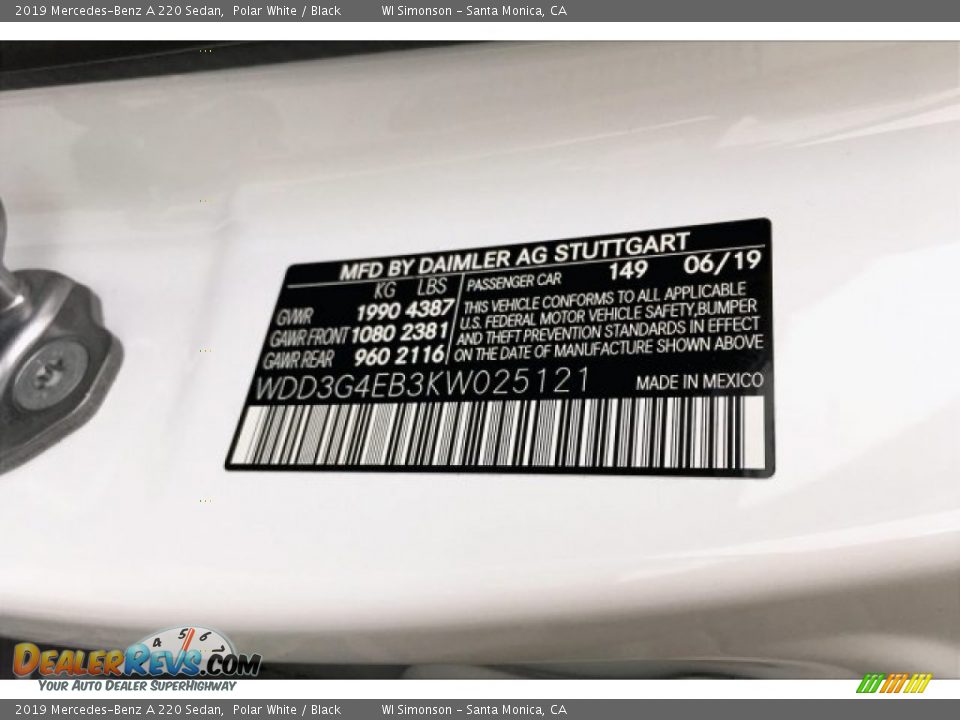 2019 Mercedes-Benz A 220 Sedan, Polar White / Black WI Simonson - Santa Monica, CA
MFD BY DAIMLER AG STUTTGART
KG LBS PASSENGER CAR 149 06/19
GVWR 1990 4387
GAWR FRONT 1080 2381
GAWR REAR 960 2116
THIS VEHICLE CONFORMS TO ALL APPLICABLE
U.S. FEDERAL MOTOR VEHICLE SAFETY,BUMPER
AND THEFT PREVENTION STANDARDS IN EFFECT
ON THE DATE OF MANUFACTURE SHOWN ABOVE
WDD3G4EB3KW025121 MADE IN MEXICO
4 5 6 7
DEALERREVS.COM
YOUR AUTO DEALER SUPERHIGHWAY
2019 Mercedes-Benz A 220 Sedan, Polar White / Black WI Simonson - Santa Monica, CA